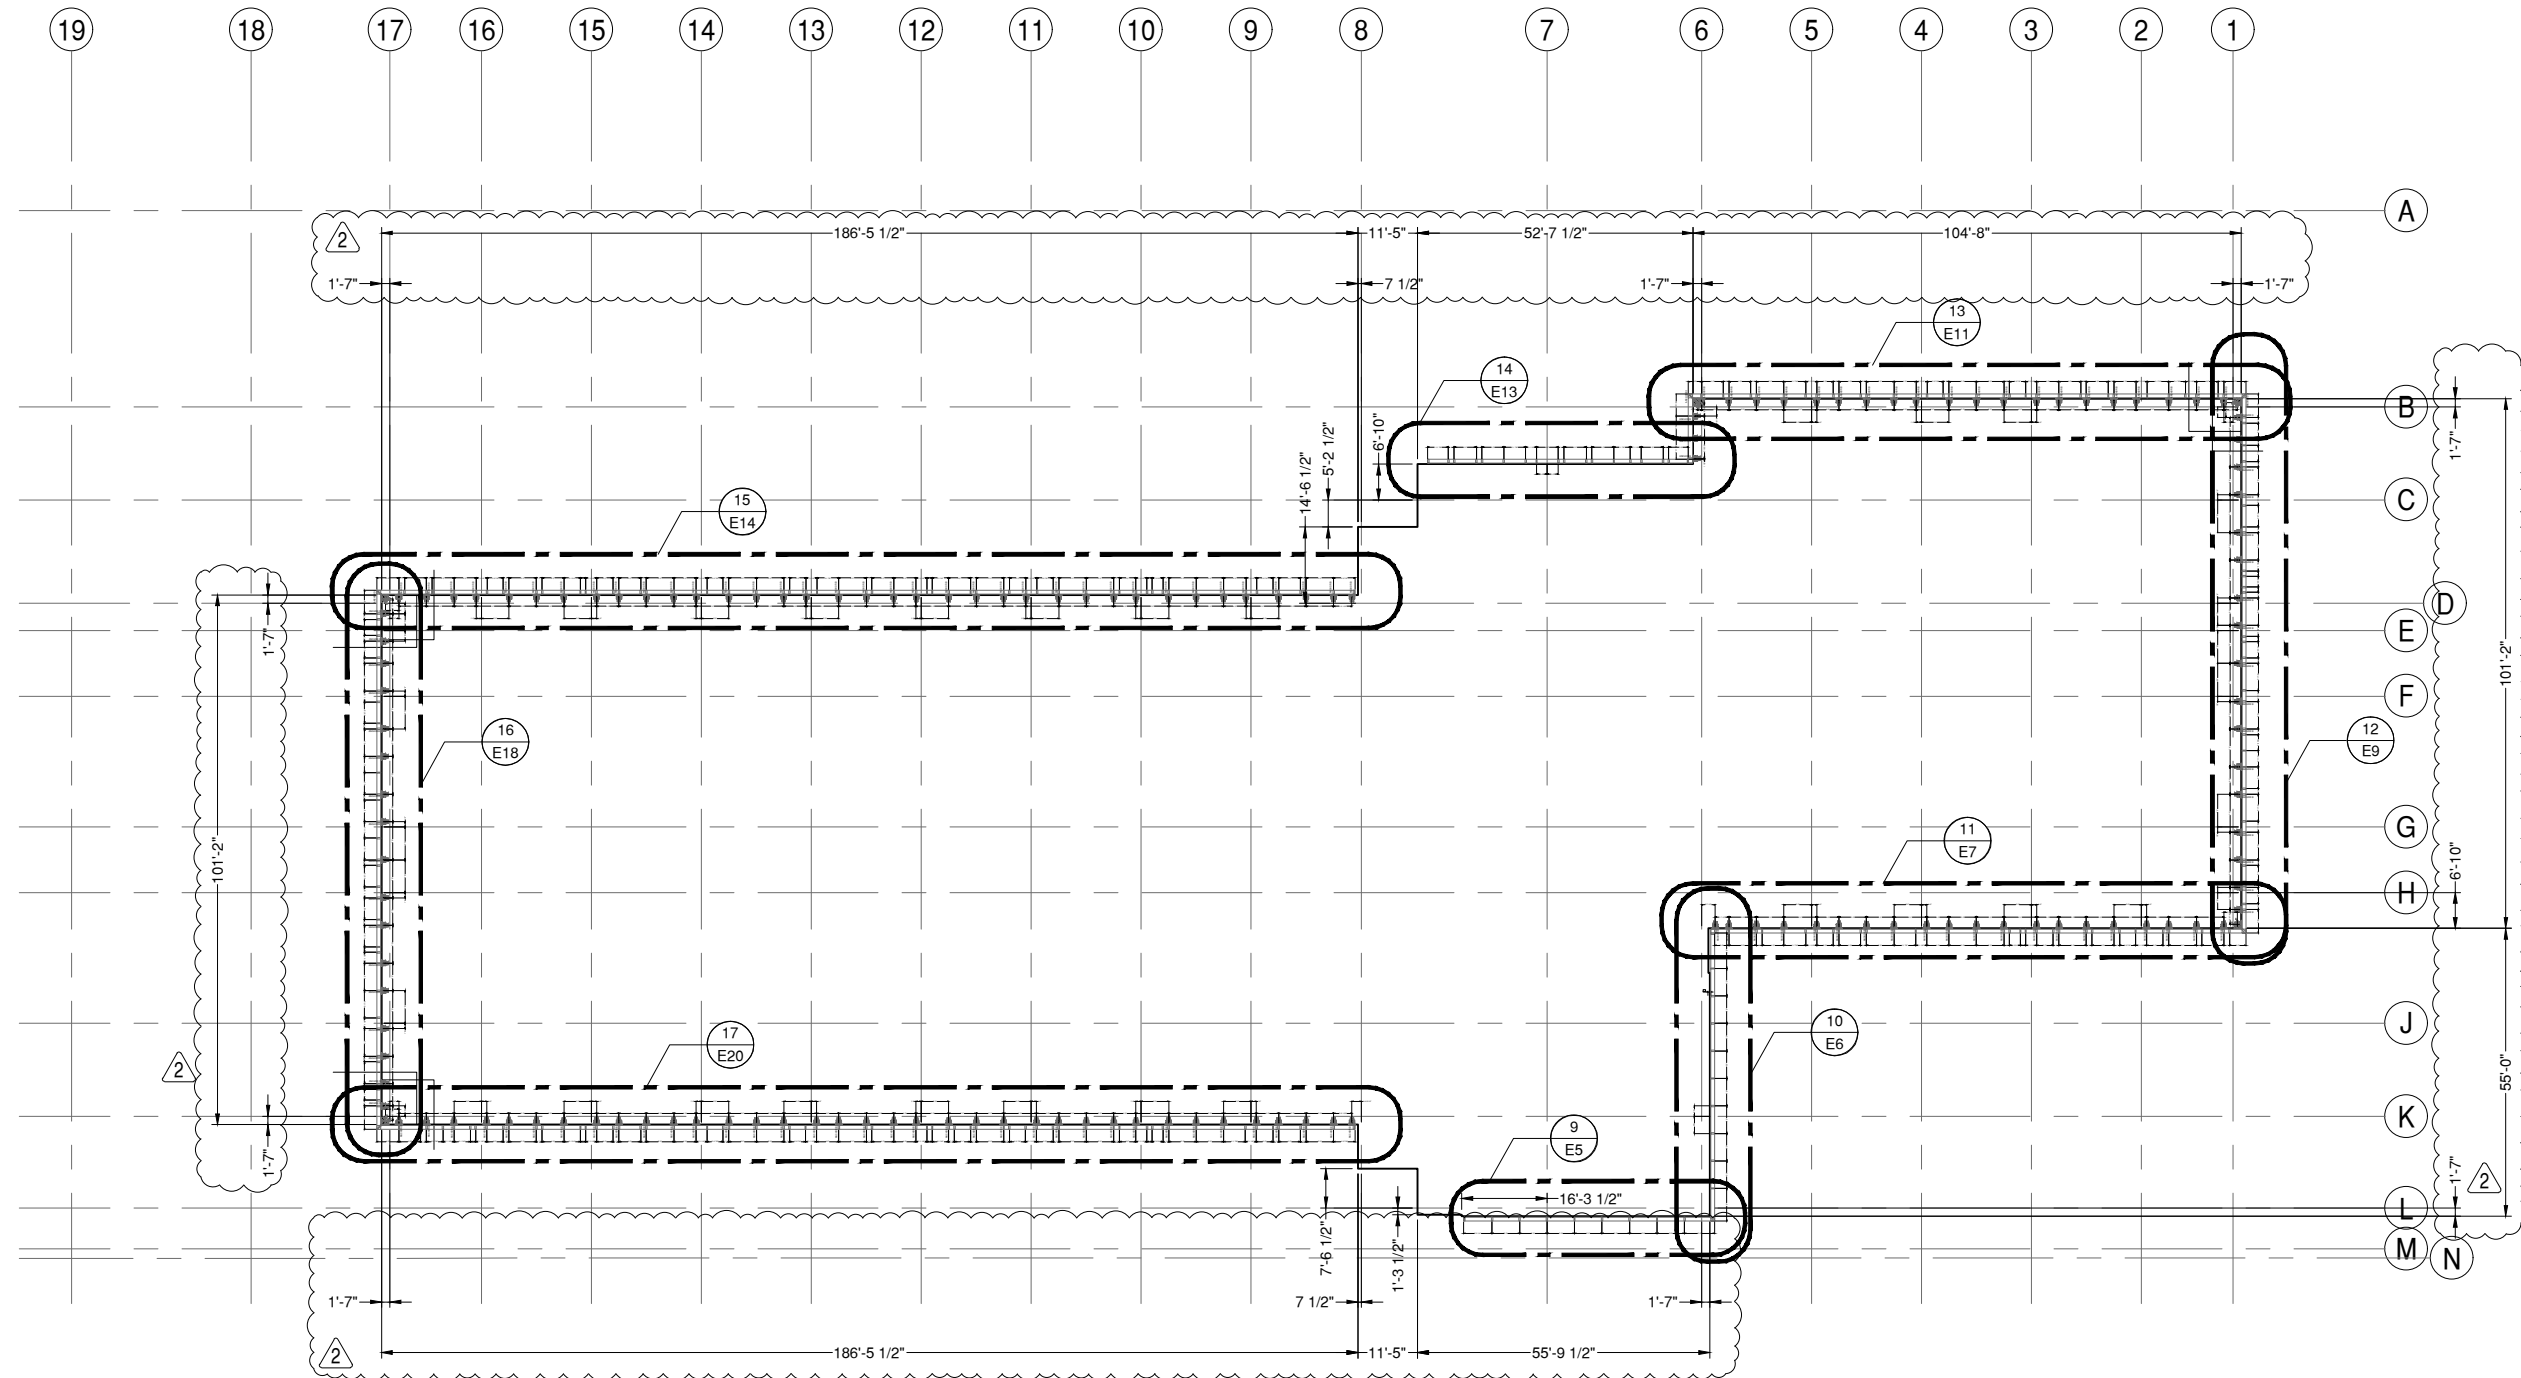 19 18 17 16 15 14 13 12 11 10 9 8 7 6 5 4 3 2 1
A
2
186'-5 1/2" 11'-5" 52'-7 1/2" 104'-8"
1'-7" 7 1/2" 1'-7" 1'-7"
13
E11
14
E13
B
1'-7"
6'-10"
5'-2 1/2"
14'-6 1/2"
15
E14
C
D
1'-7"
E
101'-2"
F
16
E18
12
E9
G
11
E7
101'-2"
6'-10"
H
J
10
E6
17
E20
2
55'-0"
K
9
E5
1'-7"
1'-7"
2
16'-3 1/2"
L
7'-6 1/2"
1'-3 1/2"
M
N
1'-7" 7 1/2" 1'-7"
2
186'-5 1/2" 11'-5" 55'-9 1/2"